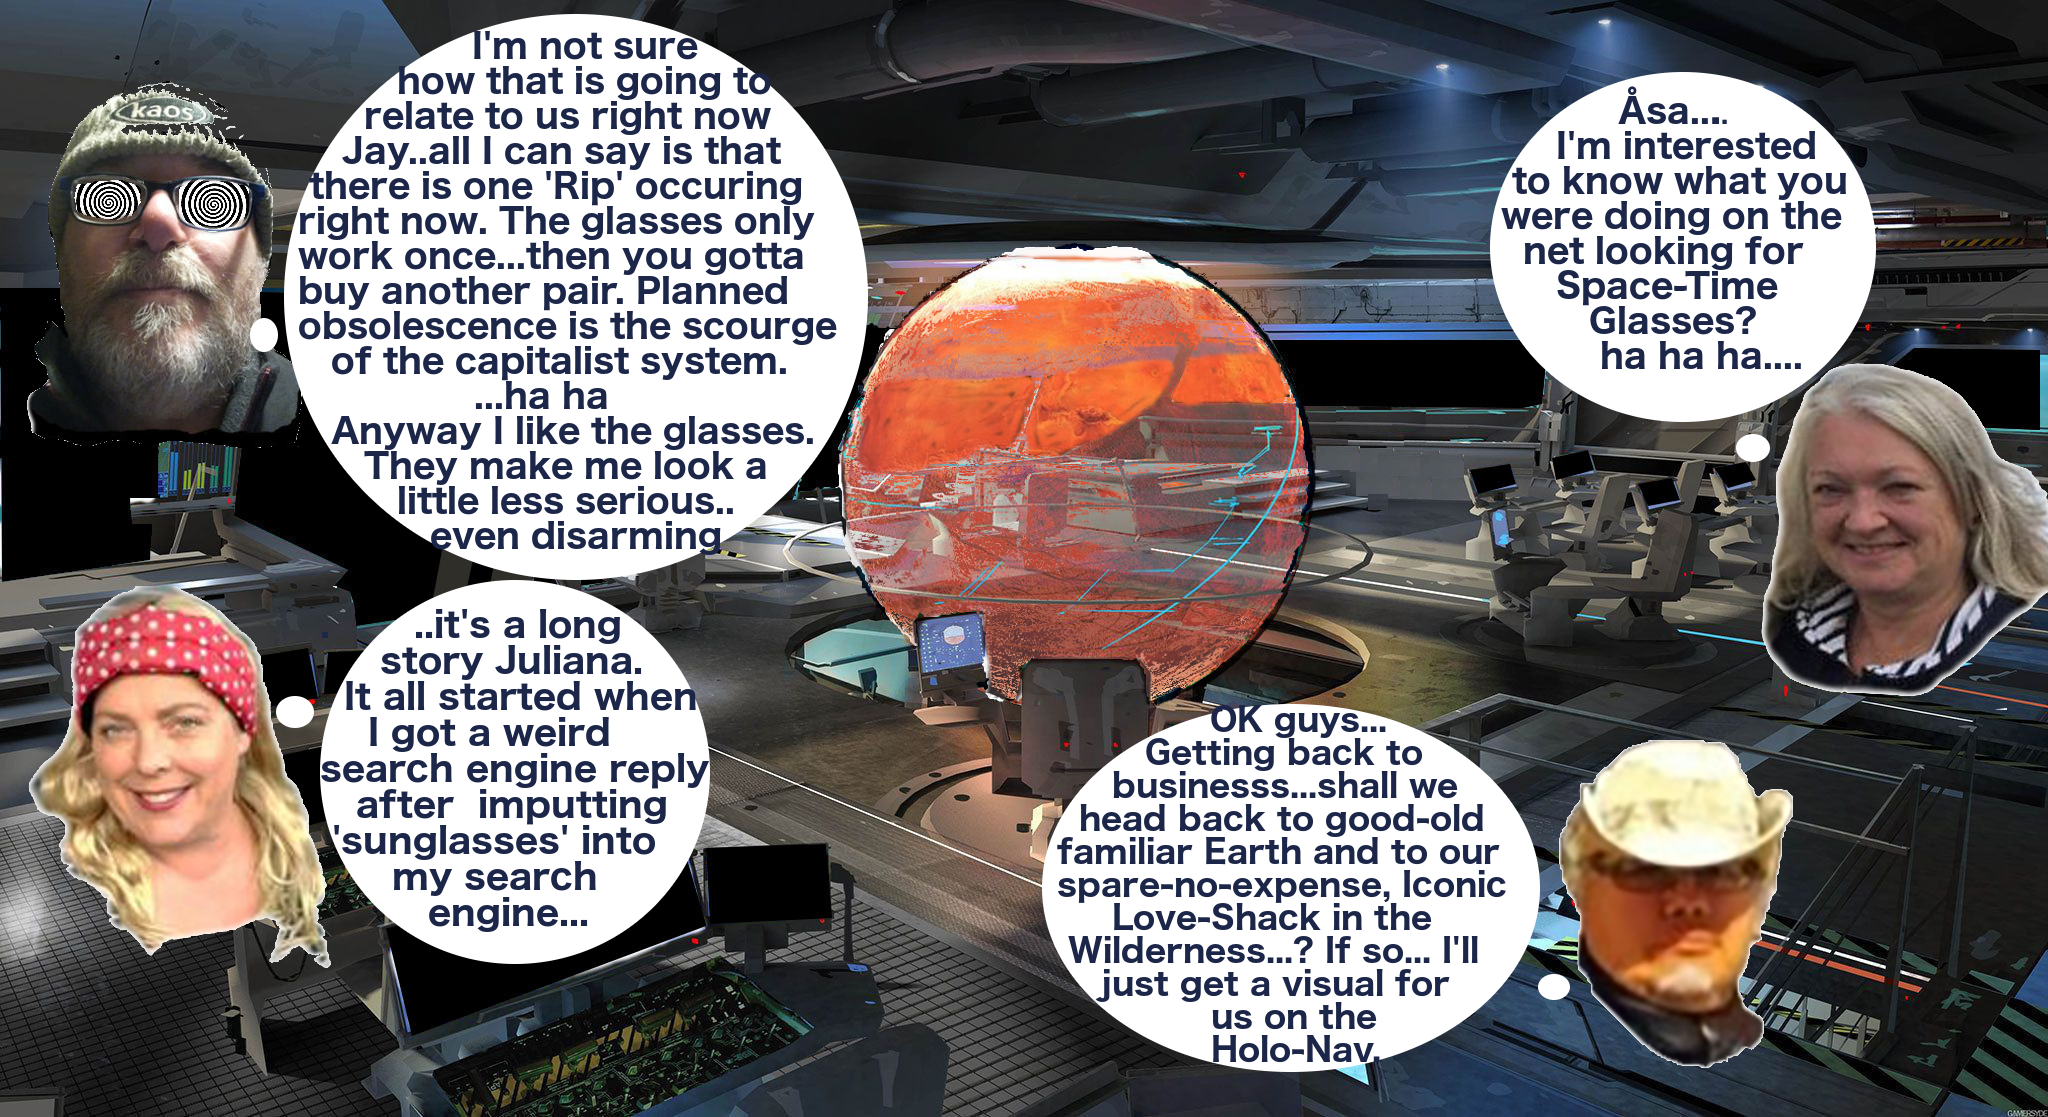 kaos
I'm not sure
how that is going to
relate to us right now
Jay..all I can say is that
there is one 'Rip' occuring
right now. The glasses only
work once...then you gotta
buy another pair. Planned
obsolescence is the scourge
of the capitalist system.
...ha ha
Anyway I like the glasses.
They make me look a
little less serious..
even disarming
Åsa....
I'm interested
to know what you
were doing on the
net looking for
Space-Time
Glasses?
ha ha ha....
..it's a long
story Juliana.
It all started when
I got a weird
search engine reply
after imputting
'sunglasses' into
my search
engine...
OK guys...
Getting back to
businesss...shall we
head back to good-old
familiar Earth and to our
spare-no-expense, Iconic
Love-Shack in the
Wilderness...? If so... I'll
just get a visual for
us on the
Holo-Nav.
GAMERSYDE